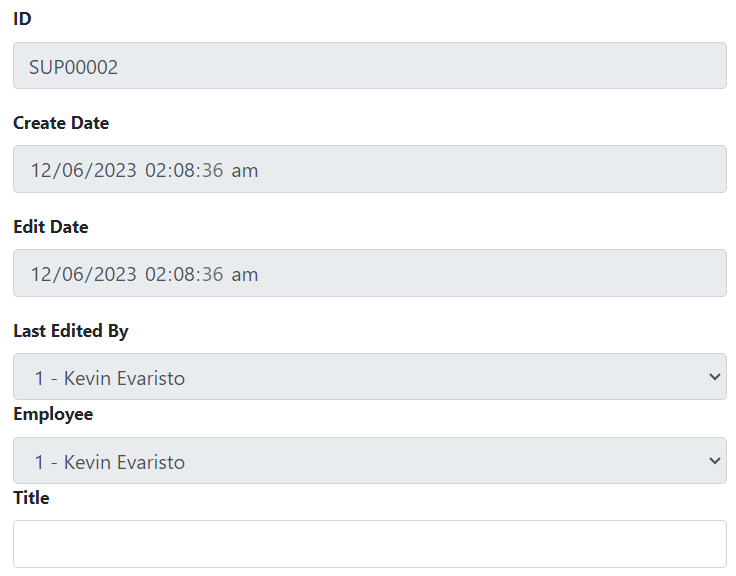 ID
SUP00002
Create Date
12/06/2023 02:08:36 am
Edit Date
12/06/2023 02:08:36 am
Last Edited By
1 - Kevin Evaristo
Employee
1 - Kevin Evaristo
Title